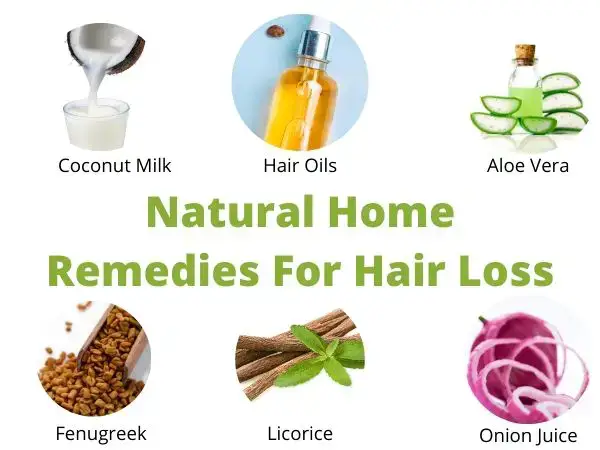 Coconut Milk
Hair Oils
Aloe Vera
Natural Home
Remedies For Hair Loss
Fenugreek
Licorice
Onion Juice